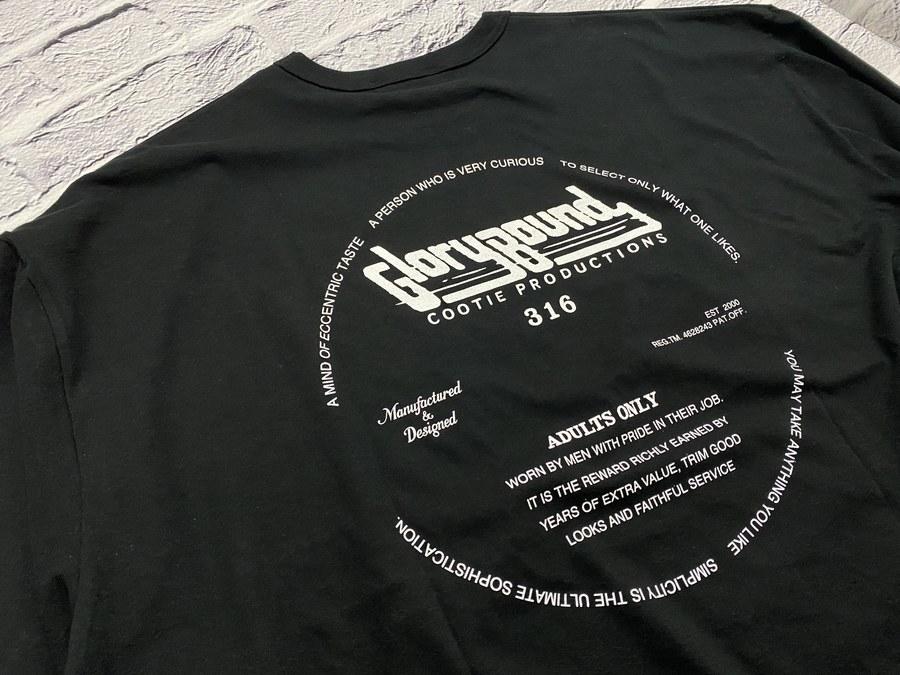 A MIND OF ECCENTRIC TASTE A PERSON WHO IS VERY CURIOUS TO SELECT ONLY WHAT ONE LIKES.
Glory Bound
COOTIE PRODUCTIONS
316
EST 2000
REG.TM. 4628243 PAT.OFF.
Manufactured
&
Designed
ADULTS ONLY
WORN BY MEN WITH PRIDE IN THEIR JOB.
IT IS THE REWARD RICHLY EARNED BY
YEARS OF EXTRA VALUE, TRIM GOOD
LOOKS AND FAITHFUL SERVICE
YOU MAY TAKE ANYTHING YOU LIKE SIMPLICITY IS THE ULTIMATE SOPHISTICATION.